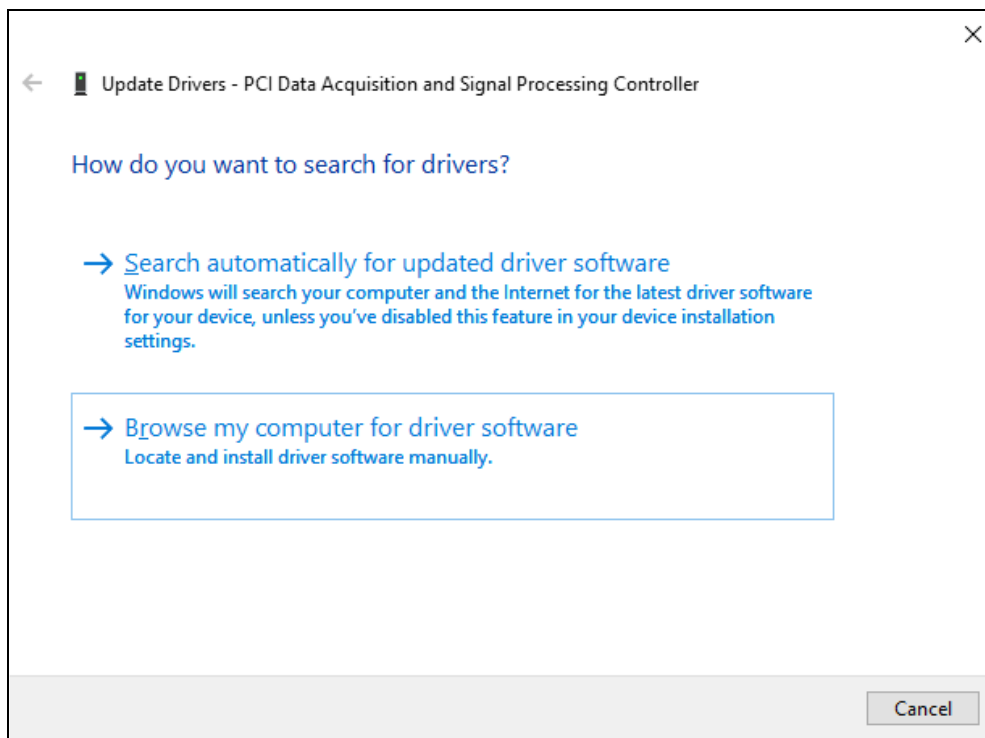 Update Drivers - PCI Data Acquisition and Signal Processing Controller
How do you want to search for drivers?
Search automatically for updated driver software
Windows will search your computer and the Internet for the latest driver software
for your device, unless you've disabled this feature in your device installation
settings.
Browse my computer for driver software
Locate and install driver software manually.
Cancel